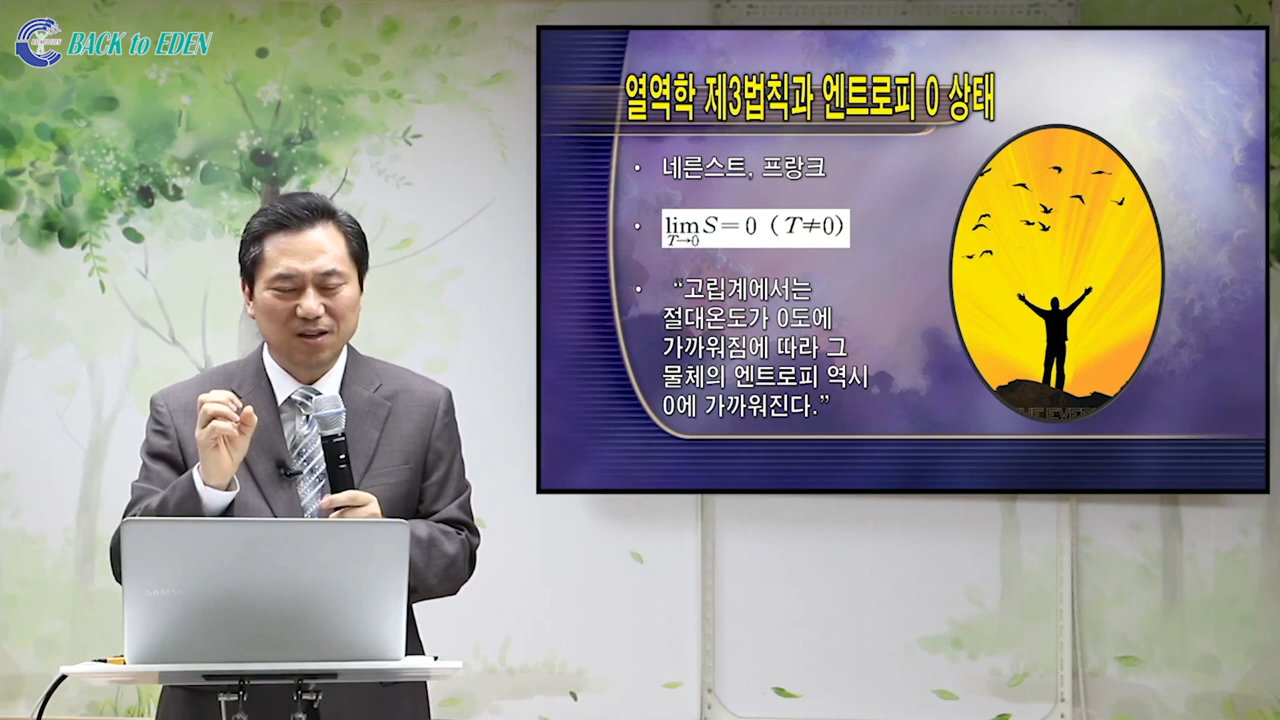 BACK to EDEN
열역학 제3법칙과 엔트로피 0 상태
• 네른스트, 프랑크
• lim S = 0 ( T≠0)
T→0
• “고립계에서는
절대온도가 0도에
가까워짐에 따라 그
물체의 엔트로피 역시
0에 가까워진다.”
SAMSUNG